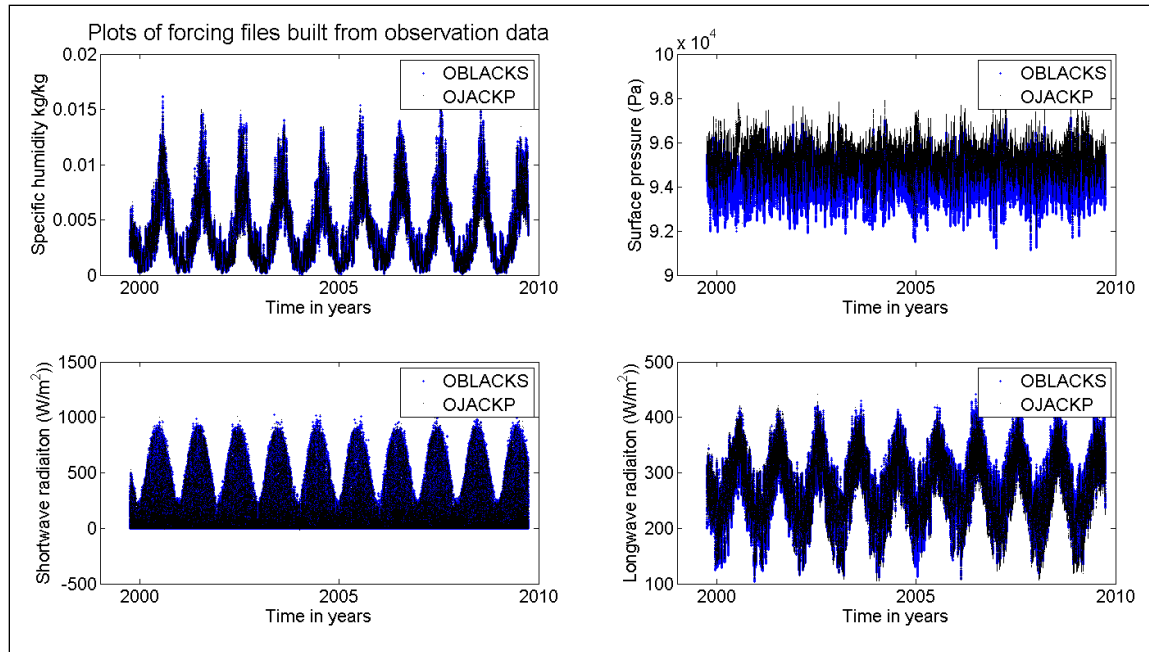 Plots of forcing files built from observation data
Specific humidity kg/kg
0.02
0.015
0.01
0.005
0
2000
2005
2010
Time in years
OBLACKS
OJACKP
Surface pressure (Pa)
x 10⁴
10
9.8
9.6
9.4
9.2
9
2000
2005
2010
Time in years
OBLACKS
OJACKP
Shortwave radiaiton (W/m²))
1500
1000
500
0
-500
2000
2005
2010
Time in years
OBLACKS
OJACKP
Longwave radiaiton (W/m²))
500
400
300
200
100
2000
2005
2010
Time in years
OBLACKS
OJACKP